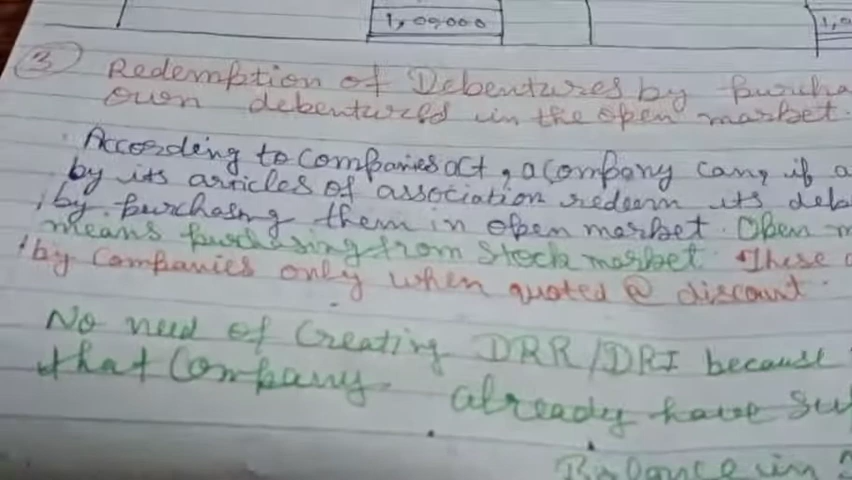 1,00,000
3 Redemption of Debentures by purcha
own debentures in the open market.
According to companies act, a company can, if a
by its articles of association redeem its deb
by purchasing them in open market. Open m
means purchasing from stock market. These
by companies only when quoted @ discount.
No need of creating DRR/DRI because
that Company already have su
Balance in